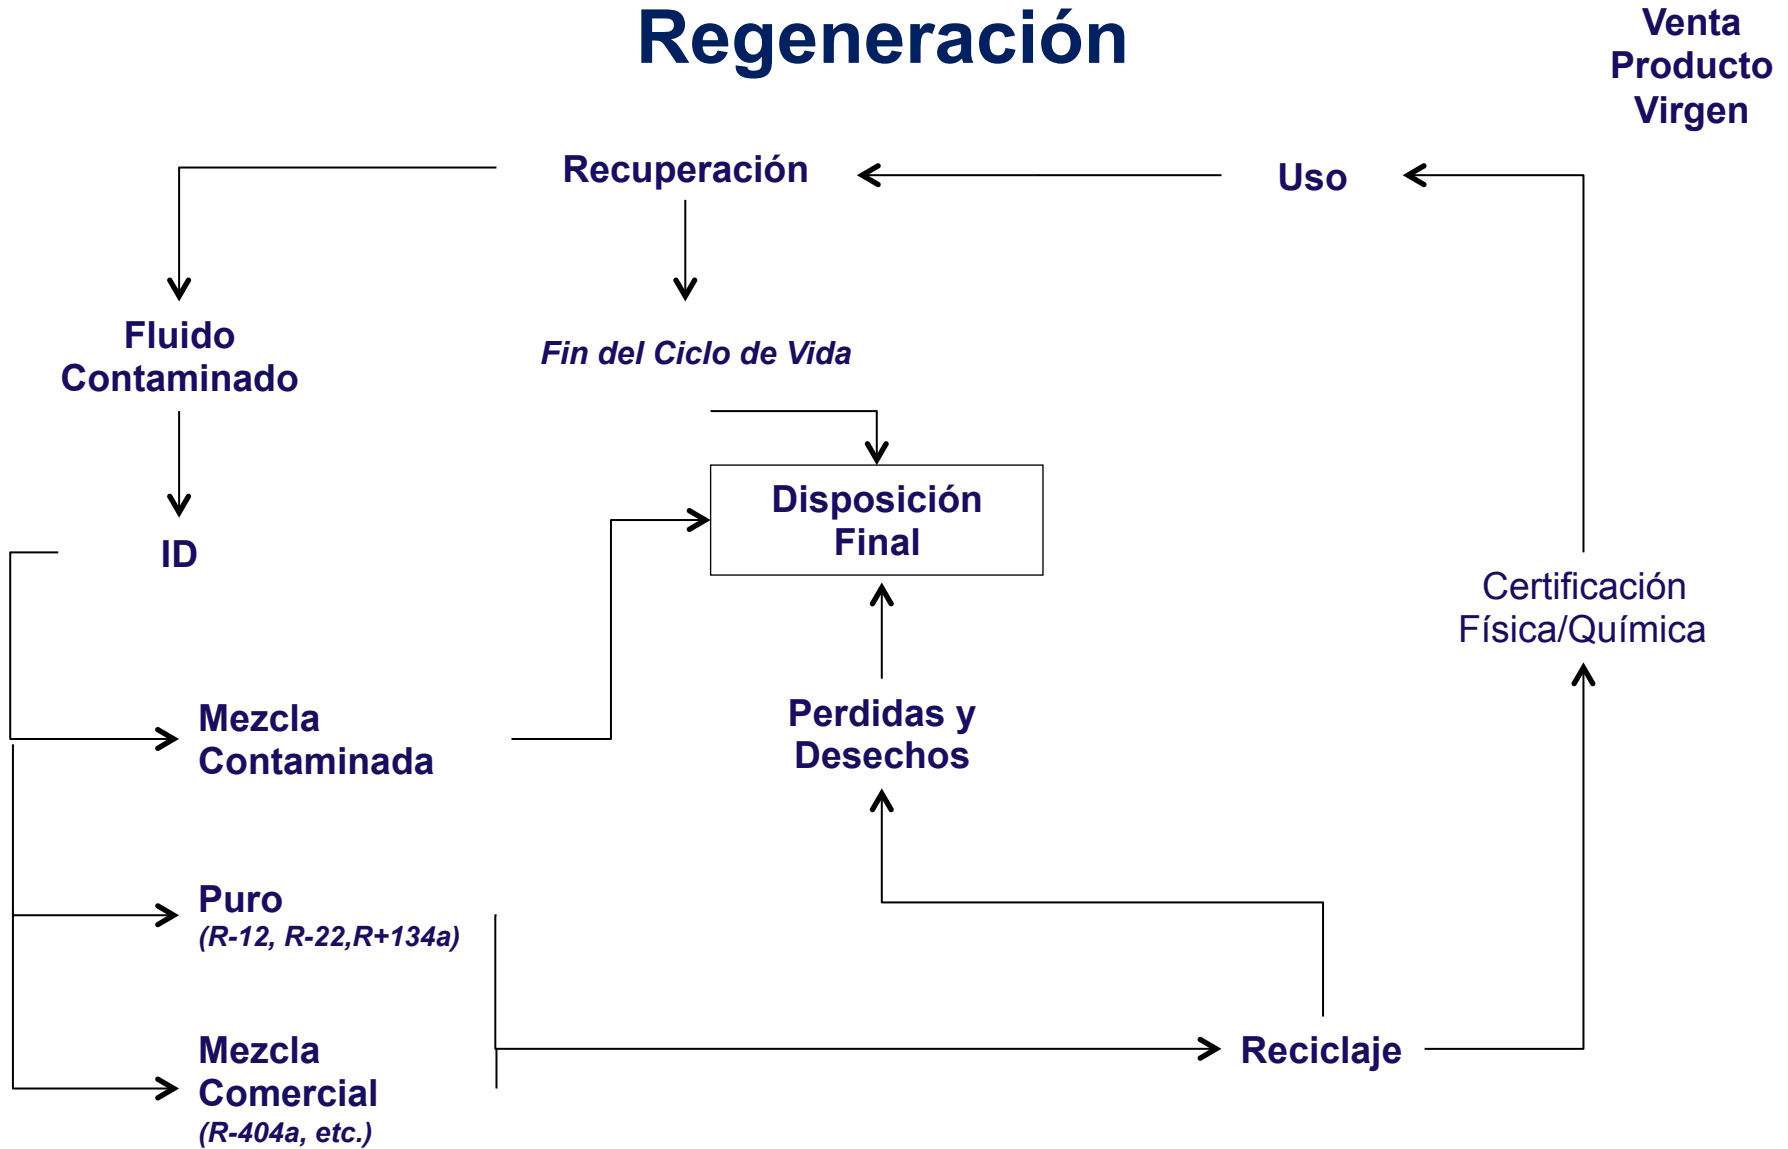 Regeneración
Venta
Producto
Virgen
Recuperación
Uso
Fluido
Contaminado
Fin del Ciclo de Vida
Disposición
Final
ID
Certificación
Física/Química
Mezcla
Contaminada
Perdidas y
Desechos
Puro
(R-12, R-22,R+134a)
Mezcla
Comercial
(R-404a, etc.)
Reciclaje